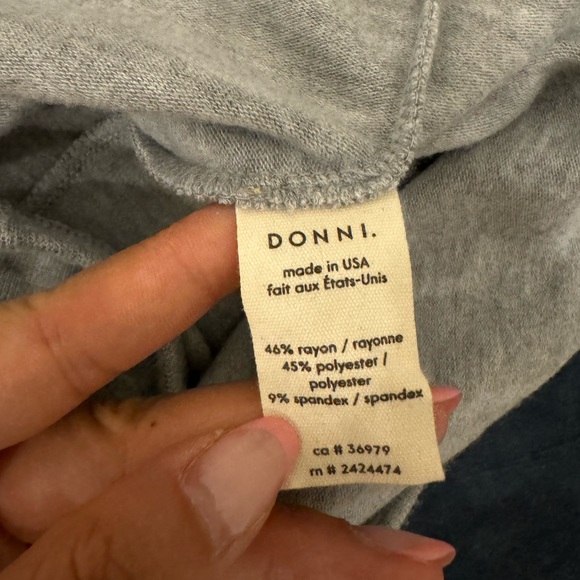 DONNI.
made in USA
fait aux États-Unis
46% rayon / rayonne
45% polyester /
polyester
9% spandex / spandex
ca # 36979
rn # 2424474